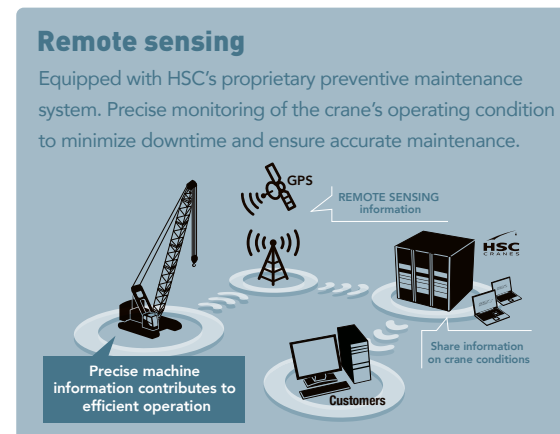 Remote sensing
Equipped with HSC's proprietary preventive maintenance
system. Precise monitoring of the crane's operating condition
to minimize downtime and ensure accurate maintenance.
GPS
REMOTE SENSING
information
HSC
CRANES
Share information
on crane conditions
Precise machine
information contributes to
efficient operation
Customers